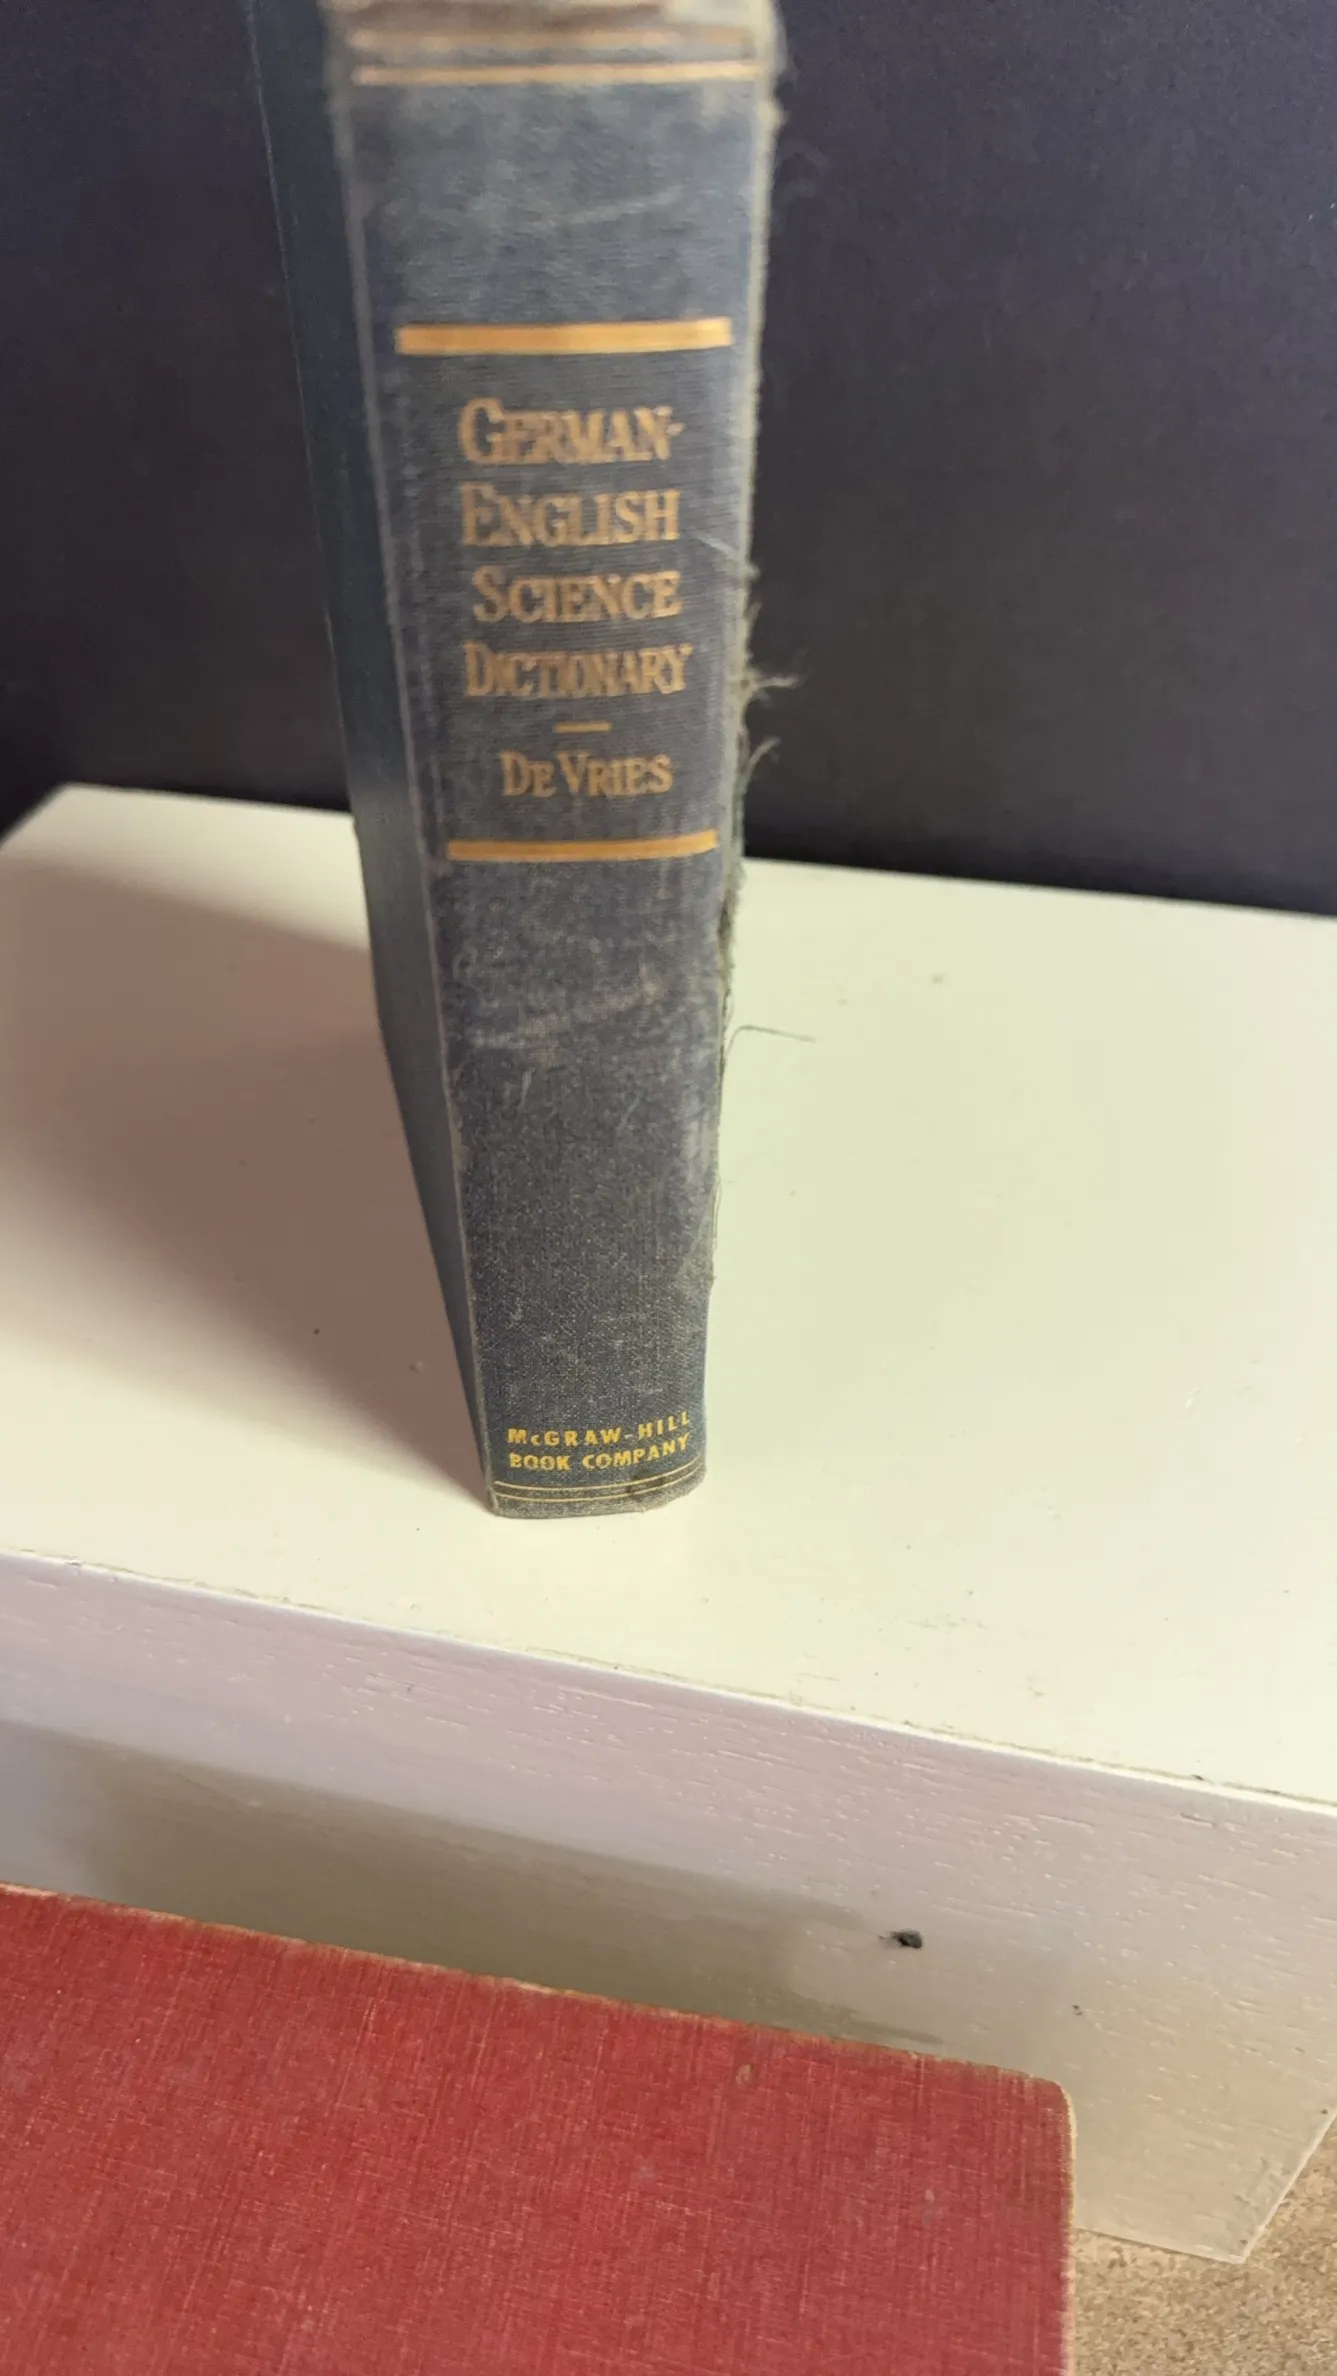 GERMAN-
ENGLISH
SCIENCE
DICTIONARY
DE VRIES
MCGRAW-HILL
BOOK COMPANY